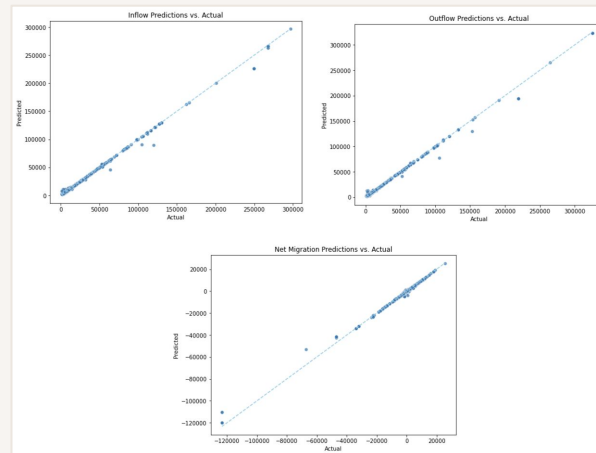 Inflow Predictions vs. Actual
300000
250000
200000
150000
100000
50000
0
Predicted
0 50000 100000 150000 200000 250000 300000
Actual
Outflow Predictions vs. Actual
300000
250000
200000
150000
100000
50000
0
Predicted
0 50000 100000 150000 200000 250000 300000
Actual
Net Migration Predictions vs. Actual
20000
0
−20000
−40000
−60000
−80000
−100000
−120000
Predicted
−120000 −100000 −80000 −60000 −40000 −20000 0 20000
Actual